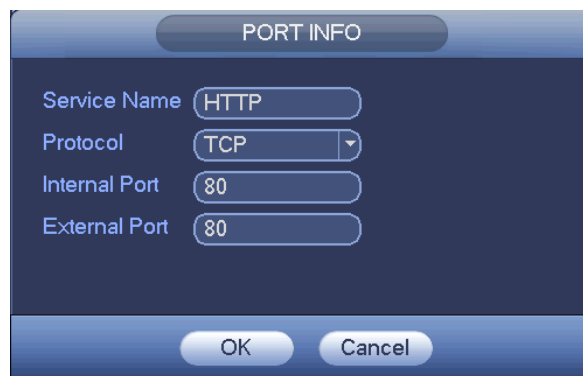 PORT INFO
Service Name HTTP
Protocol TCP
Internal Port 80
External Port 80
OK Cancel